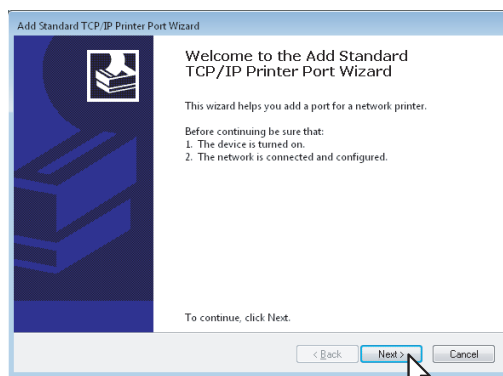 Add Standard TCP/IP Printer Port Wizard
Welcome to the Add Standard
TCP/IP Printer Port Wizard
This wizard helps you add a port for a network printer.
Before continuing be sure that:
1. The device is turned on.
2. The network is connected and configured.
To continue, click Next.
< Back Next > Cancel